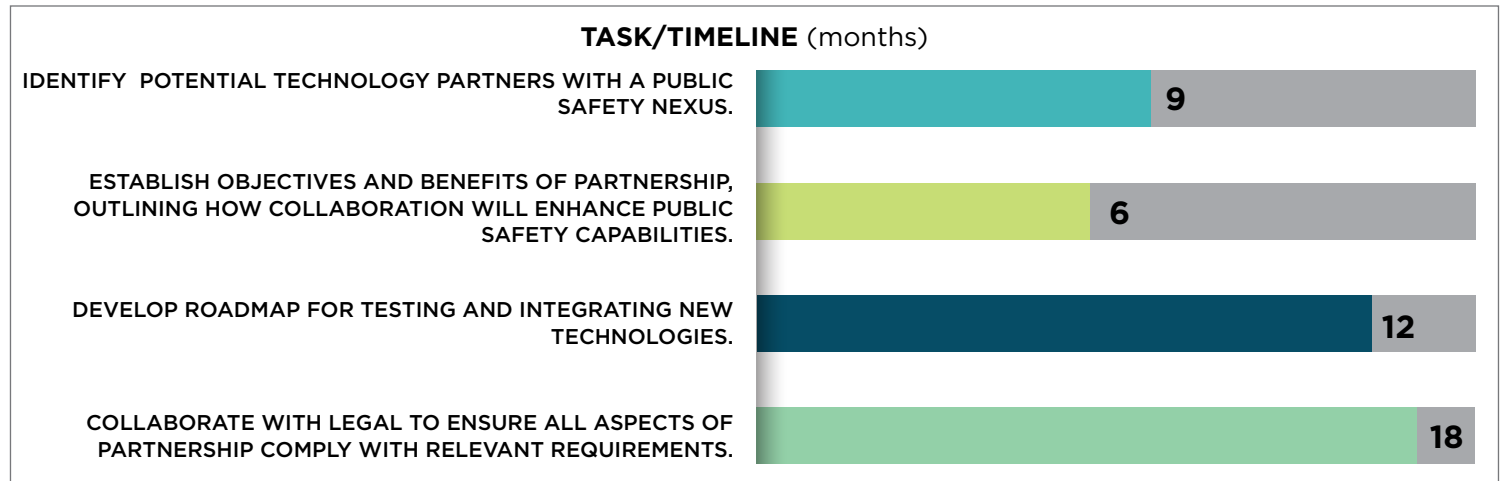 TASK/TIMELINE (months)
IDENTIFY POTENTIAL TECHNOLOGY PARTNERS WITH A PUBLIC
SAFETY NEXUS.
9
ESTABLISH OBJECTIVES AND BENEFITS OF PARTNERSHIP,
OUTLINING HOW COLLABORATION WILL ENHANCE PUBLIC
SAFETY CAPABILITIES.
6
DEVELOP ROADMAP FOR TESTING AND INTEGRATING NEW
TECHNOLOGIES.
12
COLLABORATE WITH LEGAL TO ENSURE ALL ASPECTS OF
PARTNERSHIP COMPLY WITH RELEVANT REQUIREMENTS.
18